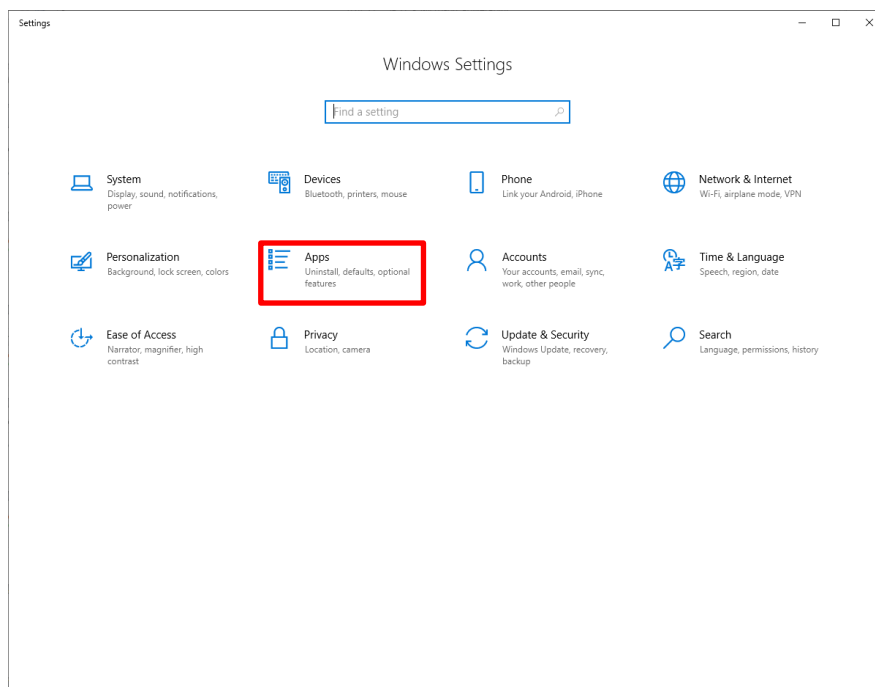 Settings
Windows Settings
Find a setting
System
Display, sound, notifications,
power
Devices
Bluetooth, printers, mouse
Phone
Link your Android, iPhone
Network & Internet
Wi-Fi, airplane mode, VPN
Personalization
Background, lock screen, colors
Apps
Uninstall, defaults, optional
features
Accounts
Your accounts, email, sync,
work, other people
Time & Language
Speech, region, date
Ease of Access
Narrator, magnifier, high
contrast
Privacy
Location, camera
Update & Security
Windows Update, recovery,
backup
Search
Language, permissions, history